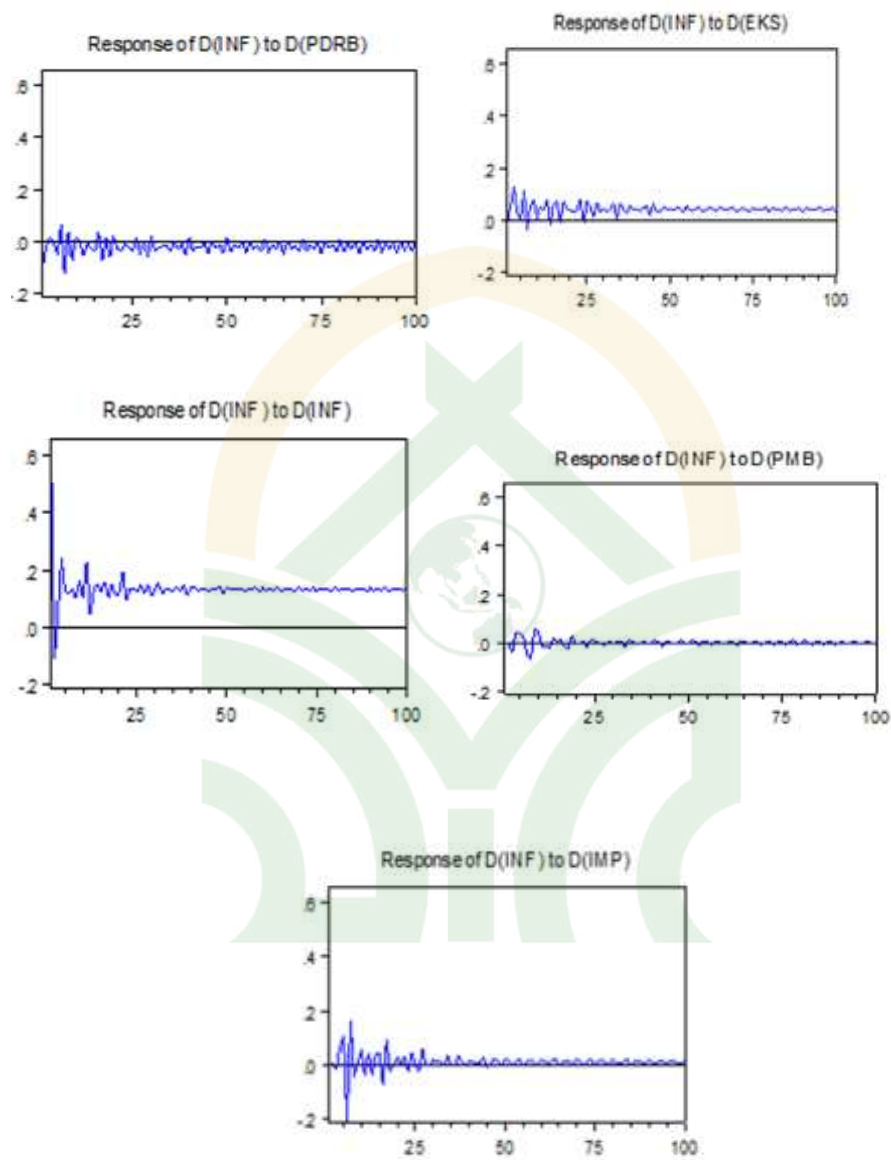 Response of D(INF) to D(PDRB)
.6
.4
.2
.0
.2
25 50 75 100
Response of D(INF) to D(EKS)
.6
.4
.2
.0
-.2
25 50 75 100
Response of D(INF) to D(INF)
.6
.4
.2
.0
-.2
25 50 75 100
Response of D(INF) to D(PMB)
.6
.4
.2
.0
-.2
25 50 75 100
Response of D(INF) to D(IMP)
.6
.4
.2
.0
-.2
25 50 75 100